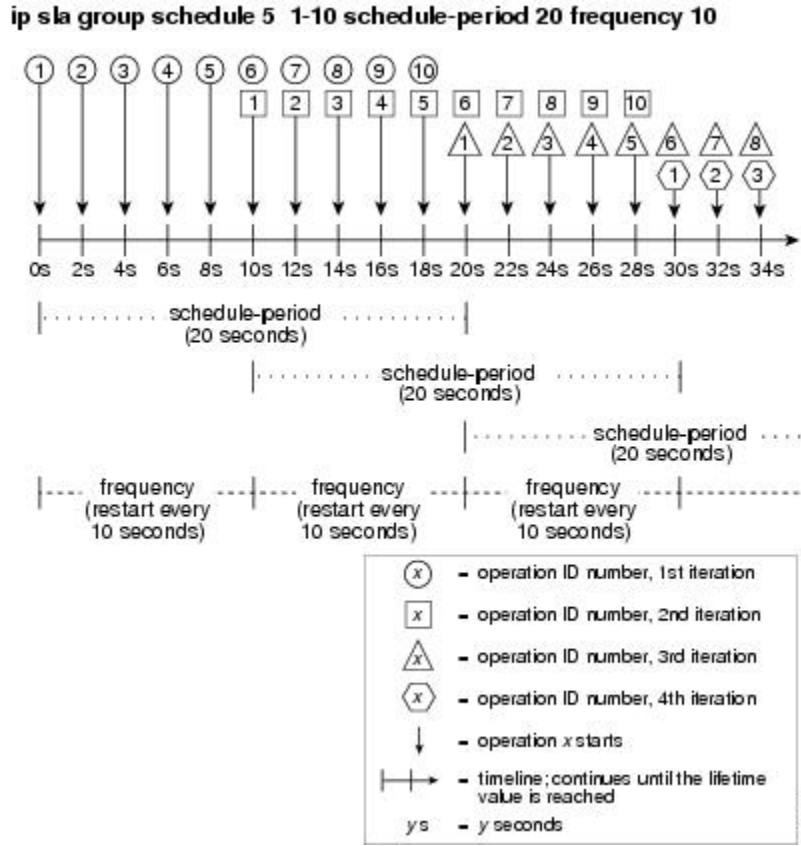 ip sla group schedule 5 1-10 schedule-period 20 frequency 10
1 2 3 4 5 6 7 8 9 10
1 2 3 4 5 6 7 8 9 10
1 2 3 4 5 6 7 8
1 2 3
0s 2s 4s 6s 8s 10s 12s 14s 16s 18s 20s 22s 24s 26s 28s 30s 32s 34s
schedule-period
(20 seconds)
schedule-period
(20 seconds)
schedule-period
(20 seconds)
frequency
(restart every
10 seconds)
frequency
(restart every
10 seconds)
frequency
(restart every
10 seconds)
x = operation ID number, 1st iteration
x = operation ID number, 2nd iteration
x = operation ID number, 3rd iteration
x = operation ID number, 4th iteration
= operation x starts
= timeline; continues until the lifetime
value is reached
y s = y seconds